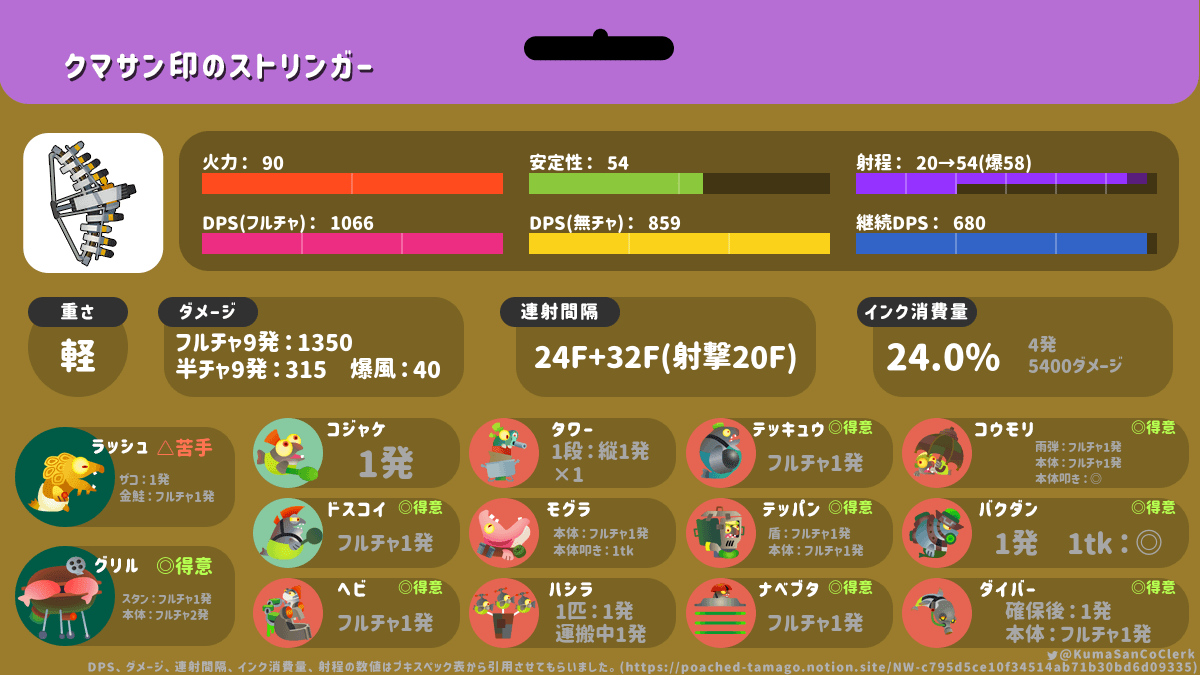 クマサン印のストリンガー
火力： 90
安定性： 54
射程： 20→54(爆58)
DPS(フルチャ)： 1066
DPS(無チャ)： 859
継続DPS： 680
重さ
軽
ダメージ
フルチャ9発：1350
半チャ9発：315　爆風：40
連射間隔
24F+32F(射撃20F)
インク消費量
24.0%
4発
5400ダメージ
ラッシュ △苦手
ザコ：1発
金鮭：フルチャ1発
グリル ◎得意
スタン：フルチャ1発
本体：フルチャ2発
コジャケ
1発
ドスコイ ◎得意
フルチャ1発
ヘビ ◎得意
フルチャ1発
タワー
1段：縦1発
×1
モグラ
本体：フルチャ1発
本体叩き：1tk
ハシラ
1匹：1発
運搬中1発
テッキュウ ◎得意
フルチャ1発
テッパン ◎得意
盾：フルチャ1発
本体：フルチャ1発
ナベブタ ◎得意
フルチャ1発
コウモリ ◎得意
雨弾：フルチャ1発
本体：フルチャ1発
本体叩き：◎
バクダン ◎得意
1発　1tk：◎
ダイバー ◎得意
確保後：1発
本体：フルチャ1発
@KumaSanCoClerk
DPS、ダメージ、連射間隔、インク消費量、射程の数値はブキスペック表から引用させてもらいました。(https://poached-tamago.notion.site/NW-c795d5ce10f34514ab71b30bd6d09335)